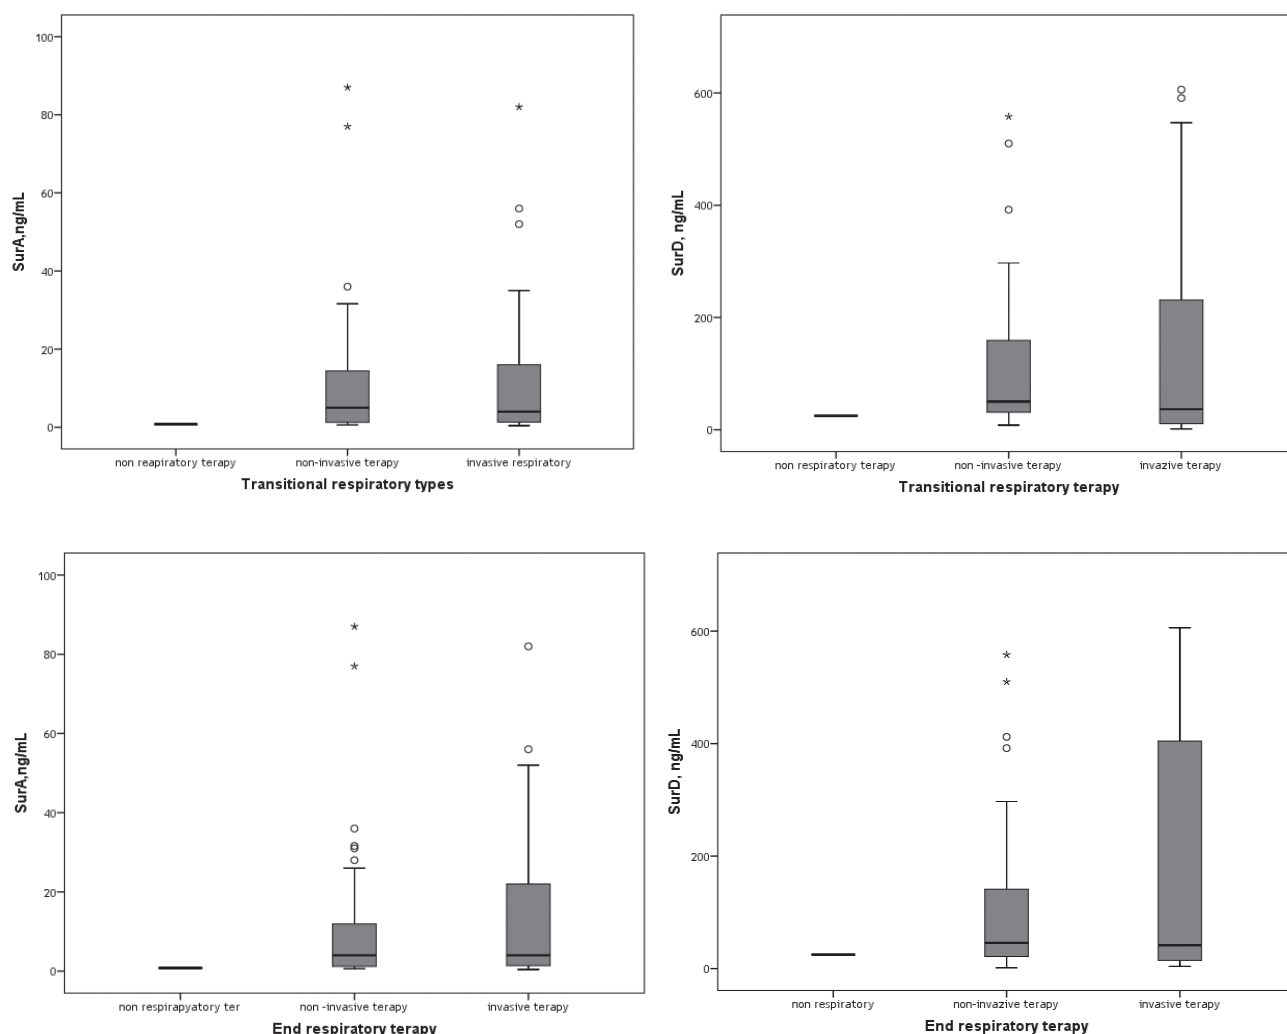 100
80
60
40
20
0
SurA,ng/mL
non reapiratory terapy
non-invasive terapy
invasive respiratory
Transitional respiratory types
600
400
200
0
SurD, ng/mL
non respiratory terapy
non -invasive terapy
invazive terapy
Transitional respiratory terapy
100
80
60
40
20
0
SurA,ng/mL
non respirapyatory ter
non -invasive terapy
invasive terapy
End respiratory terapy
600
400
200
0
SurD, ng/mL
non respiratory
non-invazive terapy
invasive terapy
End respiratory terapy